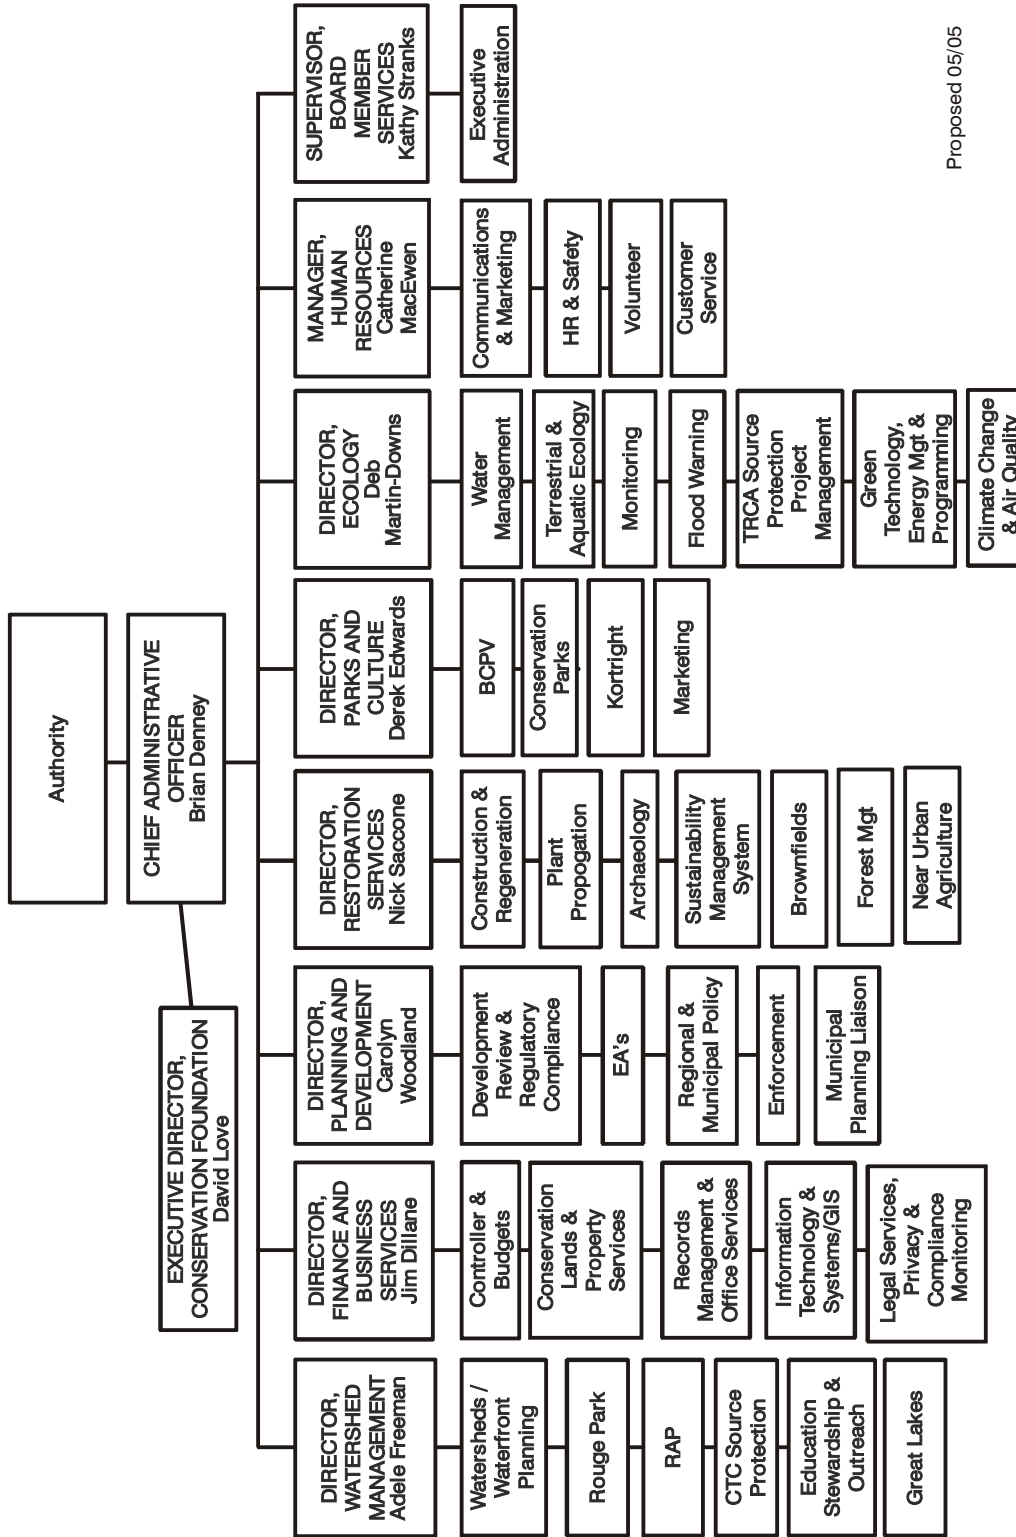 Authority
CHIEF ADMINISTRATIVE
OFFICER
Brian Denney
EXECUTIVE DIRECTOR,
CONSERVATION FOUNDATION
David Love
DIRECTOR,
WATERSHED
MANAGEMENT
Adele Freeman
Watersheds /
Waterfront
Planning
Rouge Park
RAP
CTC Source
Protection
Education
Stewardship &
Outreach
Great Lakes
DIRECTOR,
FINANCE AND
BUSINESS
SERVICES
Jim Dillane
Controller &
Budgets
Conservation
Lands &
Property
Services
Records
Management &
Office Services
Information
Technology &
Systems/GIS
Legal Services,
Privacy &
Compliance
Monitoring
DIRECTOR,
PLANNING AND
DEVELOPMENT
Carolyn
Woodland
Development
Review &
Regulatory
Compliance
EA's
Regional &
Municipal Policy
Enforcement
Municipal
Planning Liaison
DIRECTOR,
RESTORATION
SERVICES
Nick Saccone
Construction &
Regeneration
Plant
Propogation
Archaeology
Sustainability
Management
System
Brownfields
Forest Mgt
Near Urban
Agriculture
DIRECTOR,
PARKS AND
CULTURE
Derek Edwards
BCPV
Conservation
Parks
Kortright
Marketing
DIRECTOR,
ECOLOGY
Deb
Martin-Downs
Water
Management
Terrestrial &
Aquatic Ecology
Monitoring
Flood Warning
TRCA Source
Protection
Project
Management
Green
Technology,
Energy Mgt &
Programming
Climate Change
& Air Quality
MANAGER,
HUMAN
RESOURCES
Catherine
MacEwen
Communications
& Marketing
HR & Safety
Volunteer
Customer
Service
SUPERVISOR,
BOARD
MEMBER
SERVICES
Kathy Stranks
Executive
Administration
Proposed 05/05